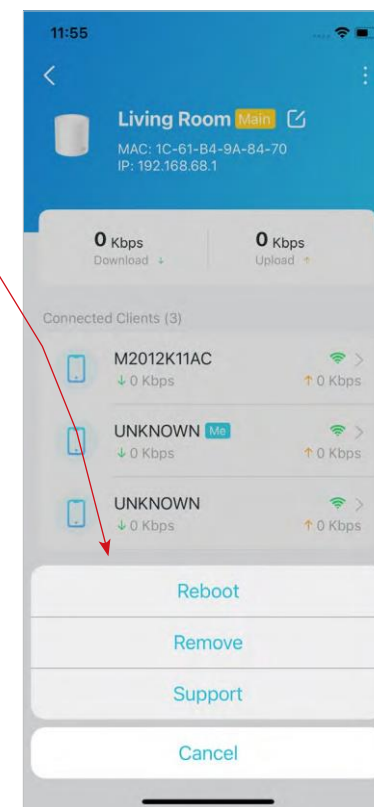 11:55
Living Room Main
MAC: 1C-61-B4-9A-84-70
IP: 192.168.68.1
0 Kbps 0 Kbps
Download ↓ Upload ↑
Connected Clients (3)
M2012K11AC
↓ 0 Kbps ↑ 0 Kbps
UNKNOWN Me
↓ 0 Kbps ↑ 0 Kbps
UNKNOWN
↓ 0 Kbps ↑ 0 Kbps
Reboot
Remove
Support
Cancel